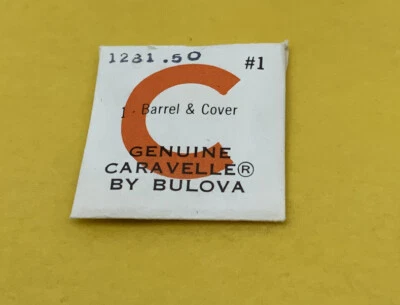 1231.50 #1
1 - Barrel & Cover
GENUINE
CARAVELLE®
BY BULOVA